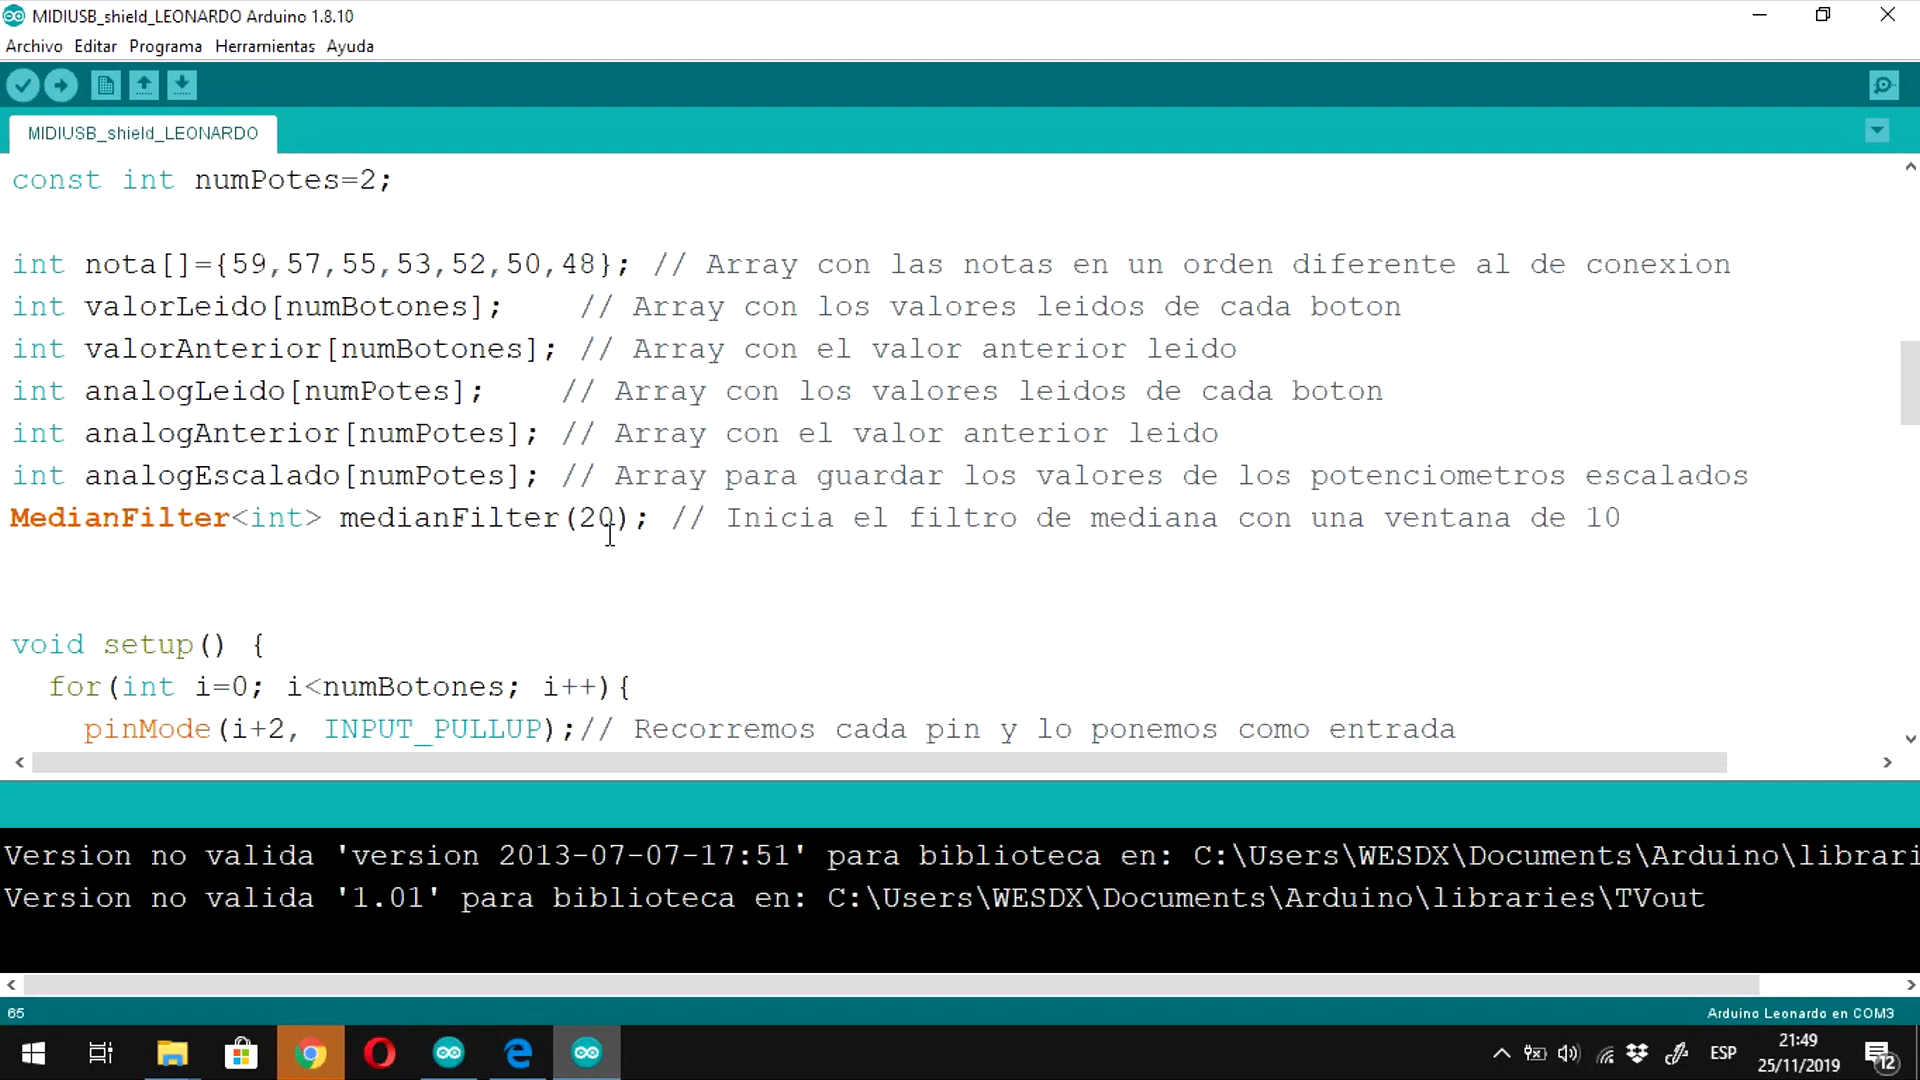 MIDIUSB_shield_LEONARDO Arduino 1.8.10
Archivo Editar Programa Herramientas Ayuda
MIDIUSB_shield_LEONARDO
const int numPotes=2;
int nota[]={59,57,55,53,52,50,48}; // Array con las notas en un orden diferente al de conexion
int valorLeido[numBotones];    // Array con los valores leidos de cada boton
int valorAnterior[numBotones]; // Array con el valor anterior leido
int analogLeido[numPotes];    // Array con los valores leidos de cada boton
int analogAnterior[numPotes]; // Array con el valor anterior leido
int analogEscalado[numPotes]; // Array para guardar los valores de los potenciometros escalados
MedianFilter<int> medianFilter(20); // Inicia el filtro de mediana con una ventana de 10
void setup() {
  for(int i=0; i<numBotones; i++){
    pinMode(i+2, INPUT_PULLUP);// Recorremos cada pin y lo ponemos como entrada
Version no valida 'version 2013-07-07-17:51' para biblioteca en: C:\Users\WESDX\Documents\Arduino\librari
Version no valida '1.01' para biblioteca en: C:\Users\WESDX\Documents\Arduino\libraries\TVout
65
Arduino Leonardo en COM3
ESP
21:49
25/11/2019
12